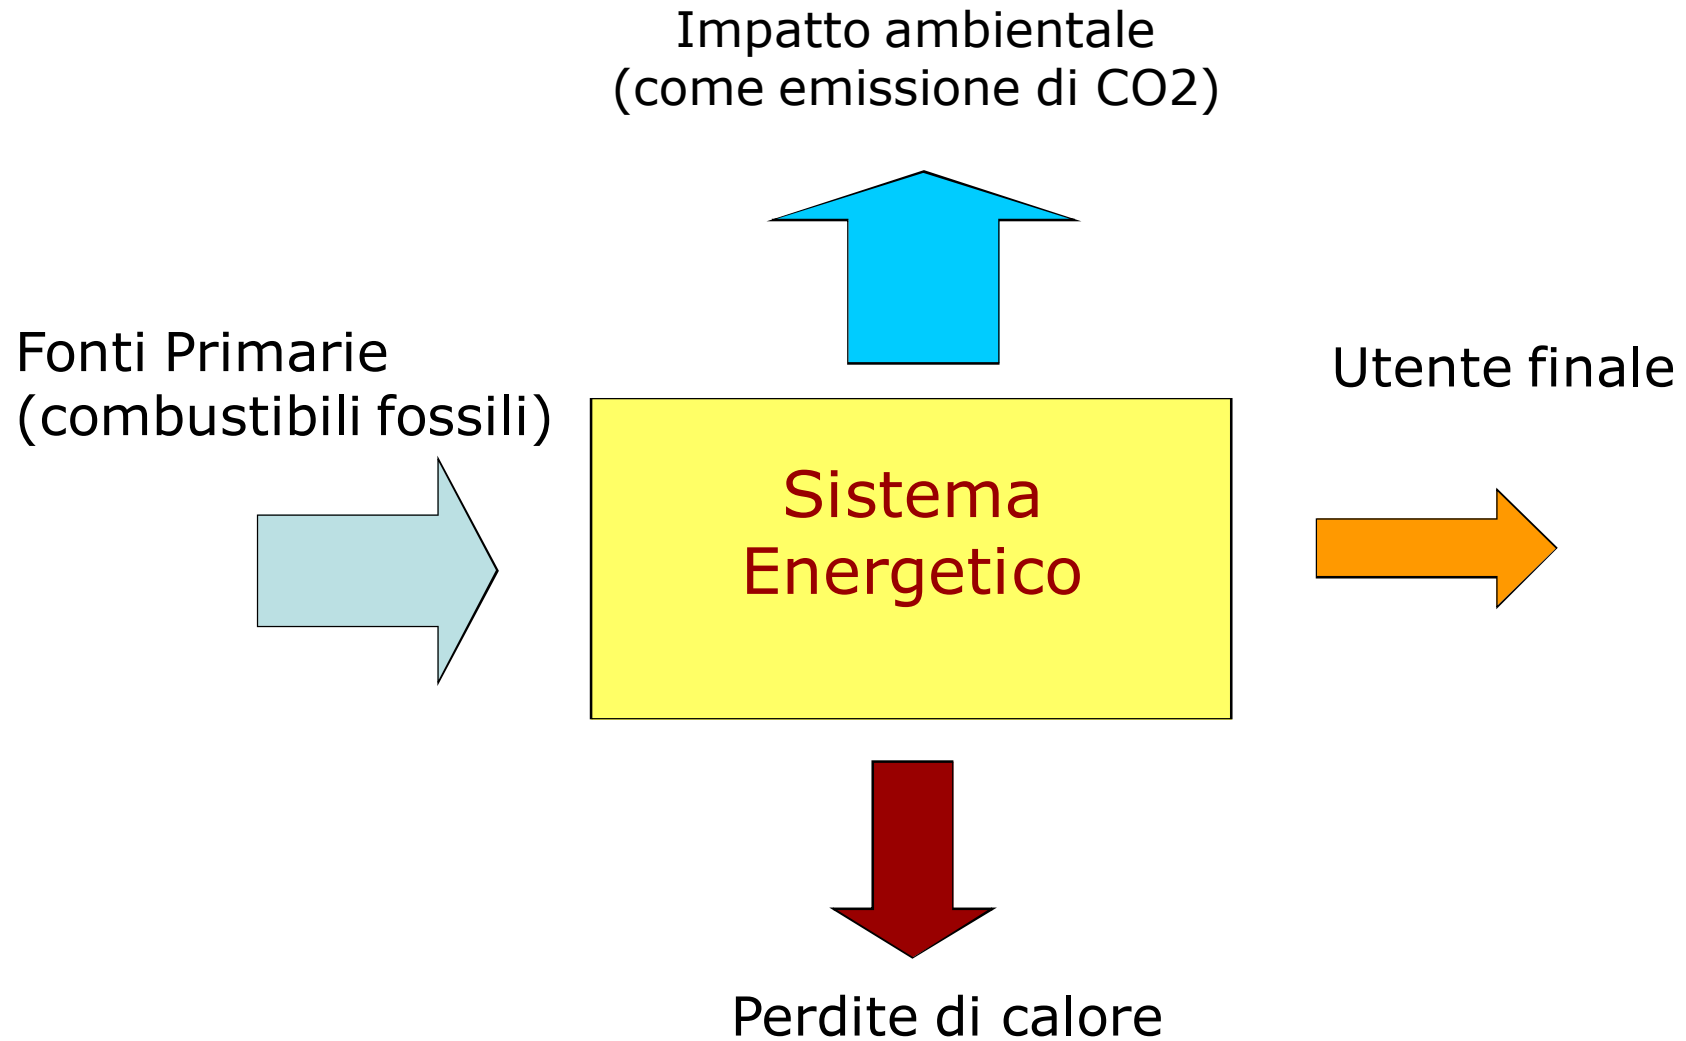 Impatto ambientale
(come emissione di CO2)
Fonti Primarie
(combustibili fossili)
Utente finale
Sistema
Energetico
Perdite di calore